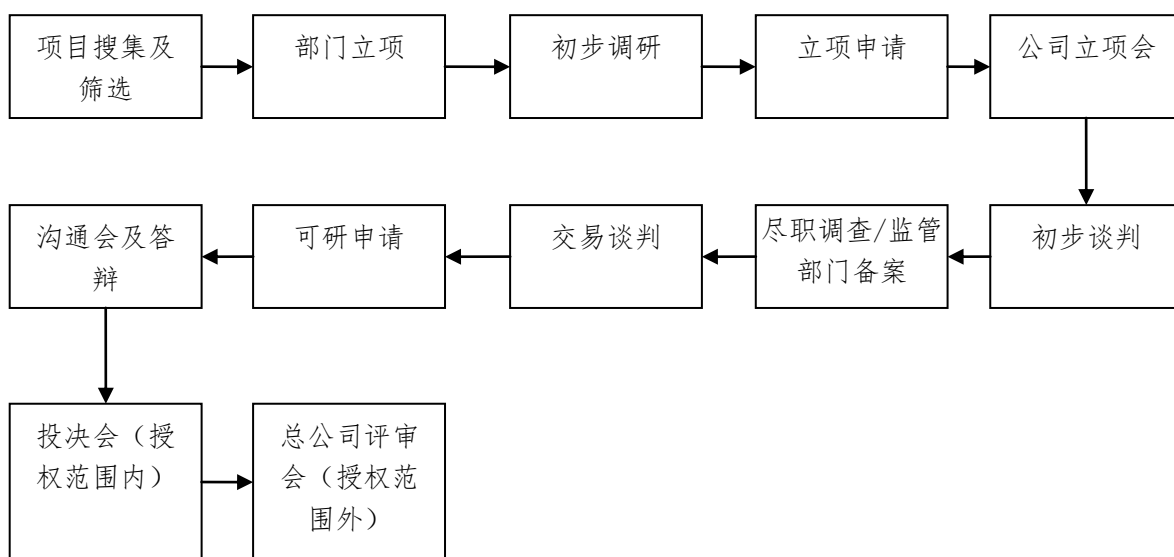 项目搜集及
筛选
部门立项
初步调研
立项申请
公司立项会
沟通会及答
辩
可研申请
交易谈判
尽职调查/监管
部门备案
初步谈判
投决会（授
权范围内）
总公司评审
会（授权范
围外）